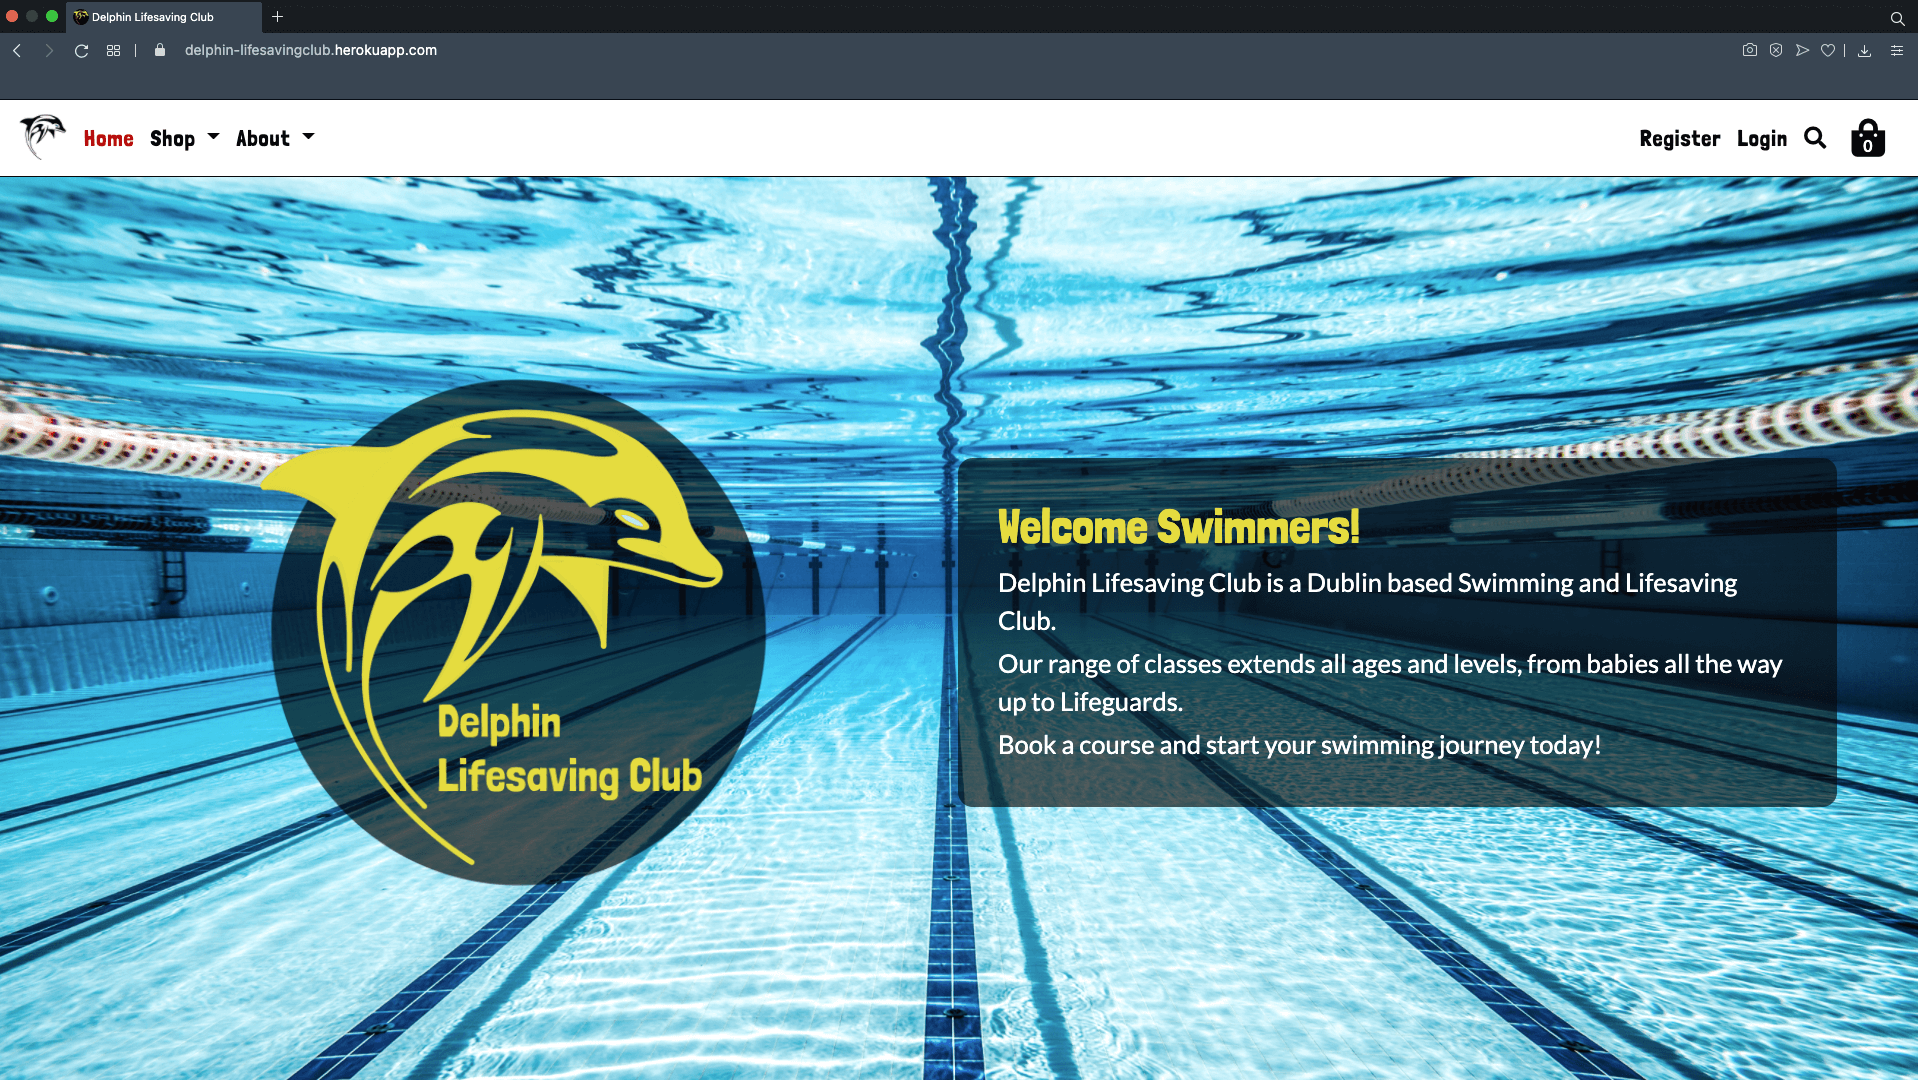 Delphin Lifesaving Club
delphin-lifesavingclub.herokuapp.com
Home Shop About Register Login 0
Welcome Swimmers!
Delphin Lifesaving Club is a Dublin based Swimming and Lifesaving
Club.
Our range of classes extends all ages and levels, from babies all the way
up to Lifeguards.
Book a course and start your swimming journey today!
Delphin
Lifesaving Club